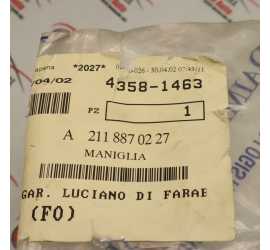 *2027*
/04/02
4358-1463
PZ 1
A 211 887 02 27
MANIGLIA
GAR. LUCIANO DI FARAE
(FO)